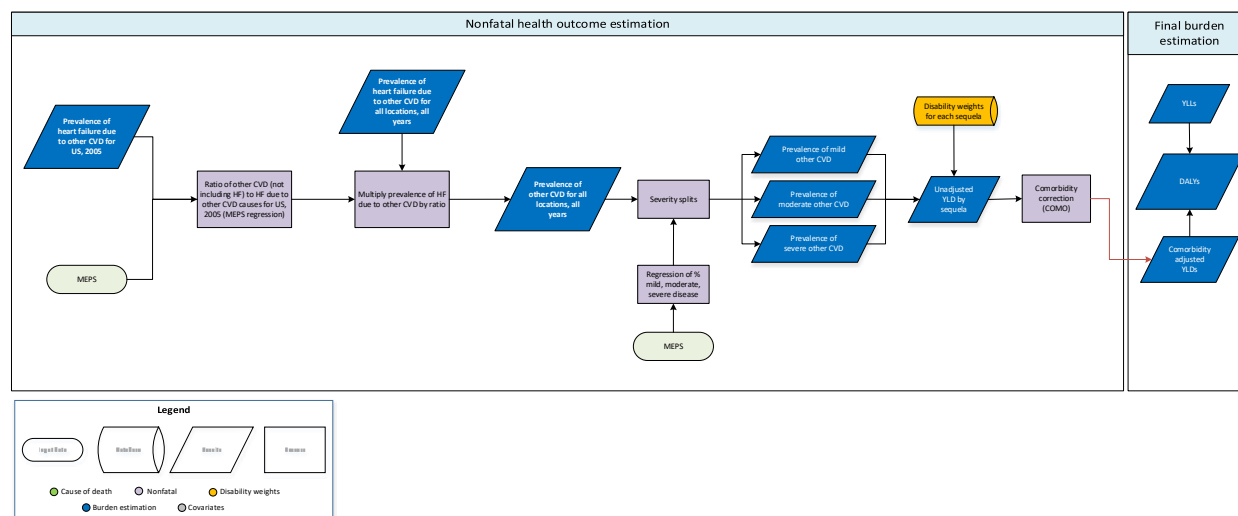 Nonfatal health outcome estimation
Final burden
estimation
Prevalence of
heart failure due
to other CVD for
US, 2005
Prevalence of
heart failure due
to other CVD for
all locations, all
years
Ratio of other CVD (not
including HF) to HF due to
other CVD causes for US,
2005 (MEPS regression)
Multiply prevalence of HF
due to other CVD by ratio
Prevalence of
other CVD for all
locations, all
years
MEPS
Severity splits
Regression of %
mild, moderate,
severe disease
MEPS
Prevalence of mild
other CVD
Prevalence of
moderate other CVD
Prevalence of
severe other CVD
Disability weights
for each sequela
Unadjusted
YLD by
sequela
Comorbidity
correction
(COMO)
YLLs
DALYs
Comorbidity
adjusted
YLDs
Legend
Input Data
Database
Results
Process
Cause of death
Nonfatal
Disability weights
Burden estimation
Covariates